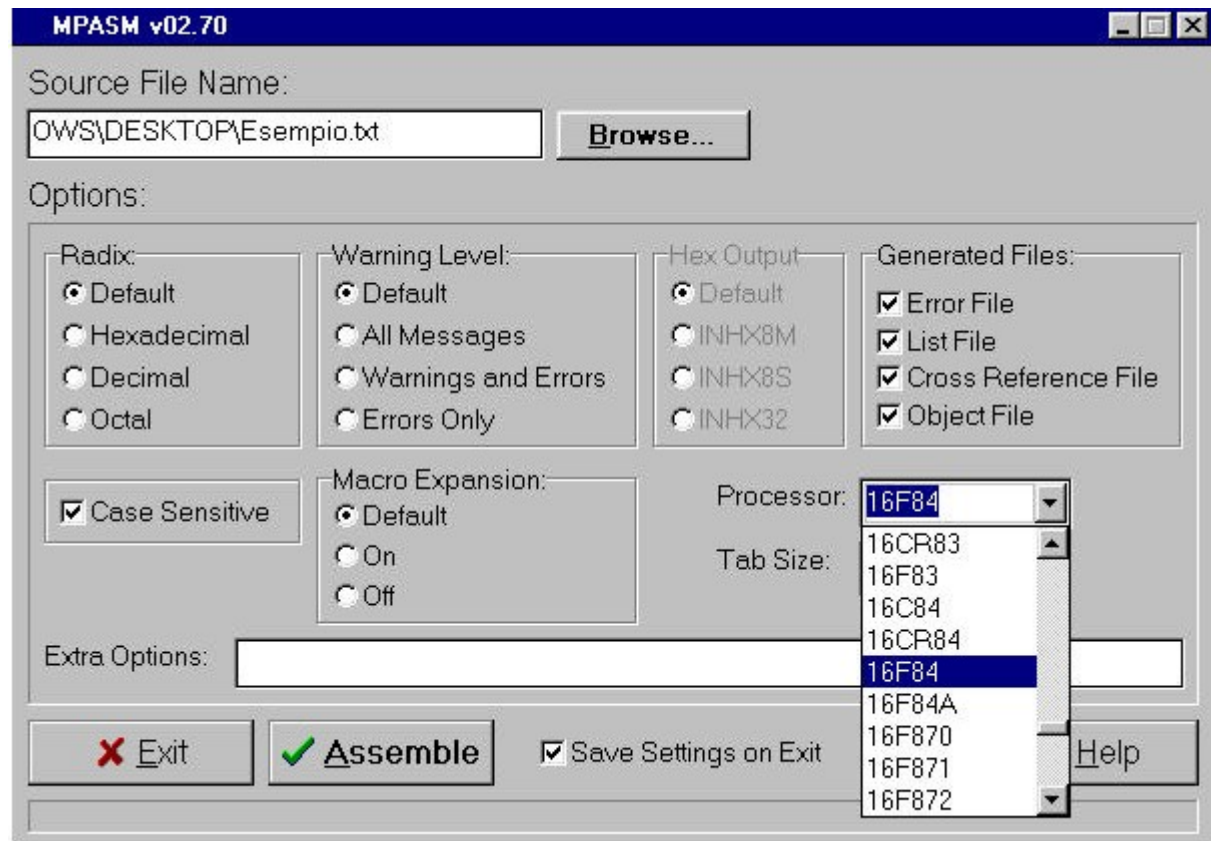 MPASM v02.70
Source File Name:
OWS\DESKTOP\Esempio.txt
Browse...
Options:
Radix:
Default
Hexadecimal
Decimal
Octal
Warning Level:
Default
All Messages
Warnings and Errors
Errors Only
Hex Output
Default
INHX8M
INHX8S
INHX32
Generated Files:
Error File
List File
Cross Reference File
Object File
Case Sensitive
Macro Expansion:
Default
On
Off
Processor:
16F84
Tab Size:
16CR83
16F83
16C84
16CR84
16F84
16F84A
16F870
16F871
16F872
Extra Options:
Exit
Assemble
Save Settings on Exit
Help